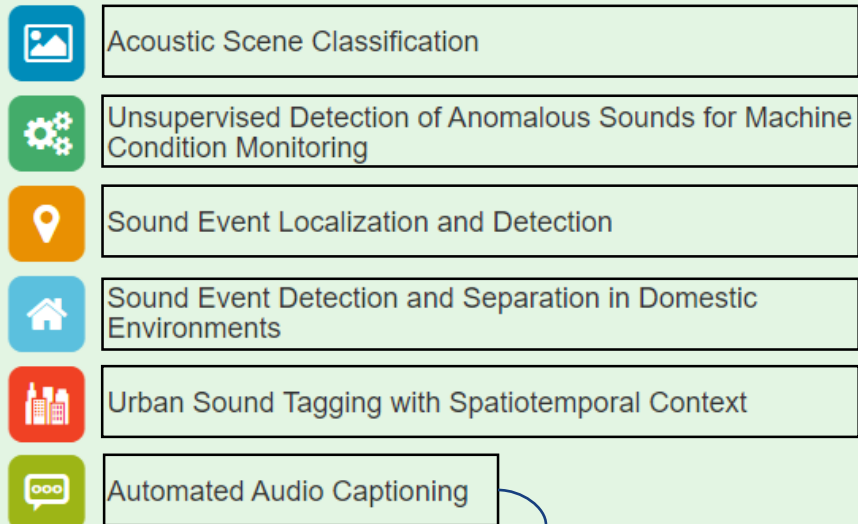 Acoustic Scene Classification
Unsupervised Detection of Anomalous Sounds for Machine
Condition Monitoring
Sound Event Localization and Detection
Sound Event Detection and Separation in Domestic
Environments
Urban Sound Tagging with Spatiotemporal Context
Automated Audio Captioning